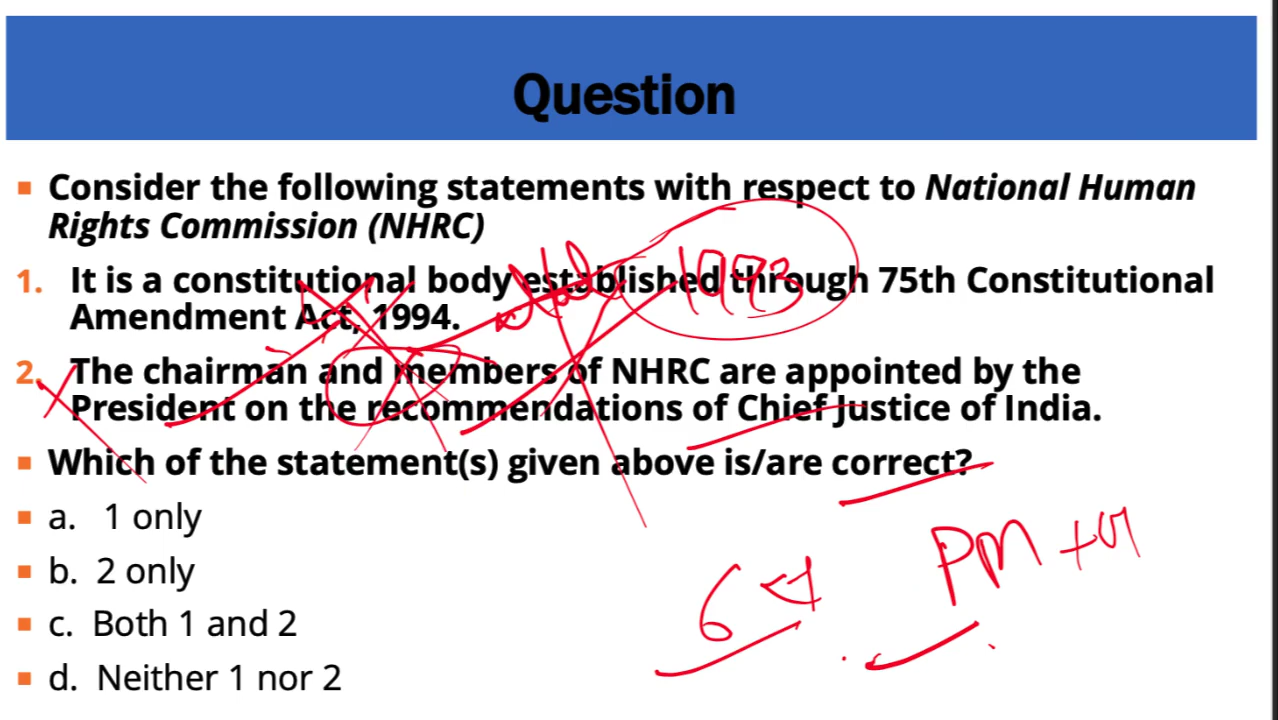 Question
Consider the following statements with respect to National Human
Rights Commission (NHRC)
1. It is a constitutional body established through 75th Constitutional
Amendment Act, 1994.
1993
2. The chairman and members of NHRC are appointed by the
President on the recommendations of Chief Justice of India.
Which of the statement(s) given above is/are correct?
a. 1 only
b. 2 only
c. Both 1 and 2
d. Neither 1 nor 2
6
PM +